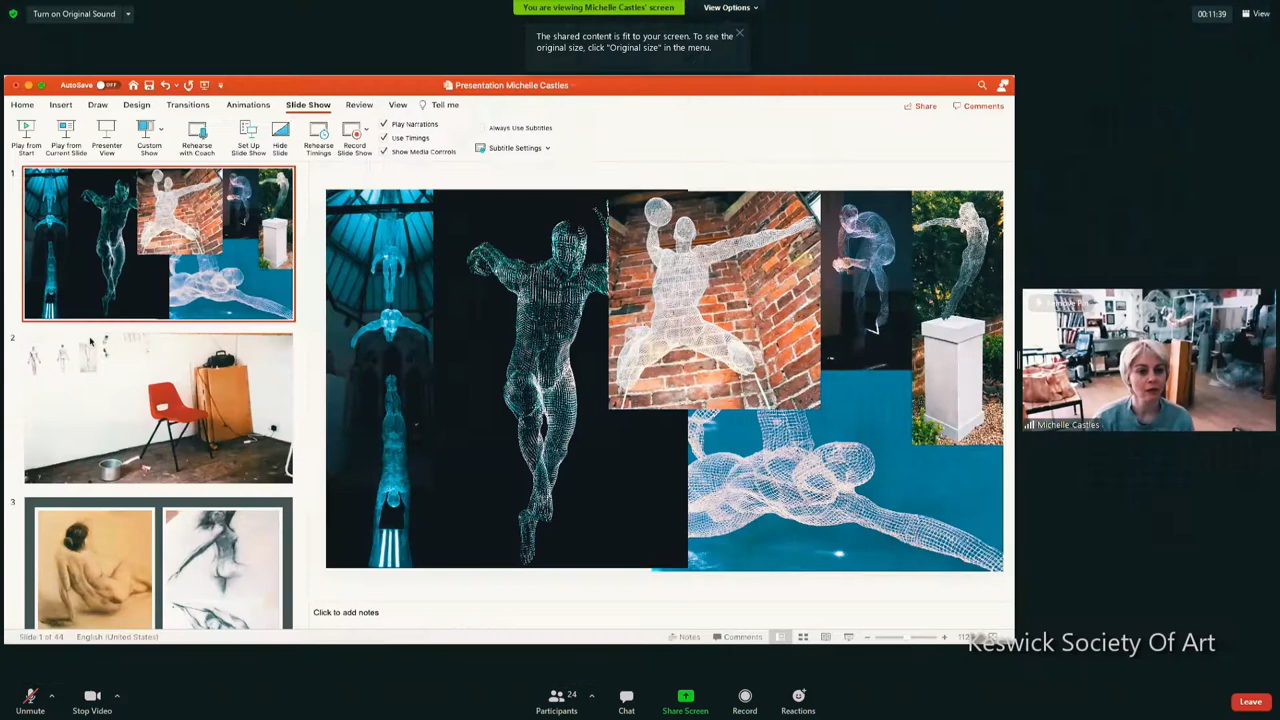 Turn on Original Sound
You are viewing Michelle Castles' screen
View Options
00:11:39
View
The shared content is fit to your screen. To see the
original size, click "Original size" in the menu.
AutoSave
OFF
Presentation Michelle Castles
Home
Insert
Draw
Design
Transitions
Animations
Slide Show
Review
View
Tell me
Share
Comments
Play from
Start
Play from
Current Slide
Presenter
View
Custom
Show
Rehearse
with Coach
Set Up
Slide Show
Hide
Slide
Rehearse
Timings
Record
Slide Show
Play Narrations
Use Timings
Show Media Controls
Always Use Subtitles
Subtitle Settings
1
2
3
Remove Pin
Michelle Castles
Click to add notes
Slide 1 of 44
English (United States)
Notes
Comments
Keswick Society Of Art
Unmute
Stop Video
24
Participants
Chat
Share Screen
Record
Reactions
Leave